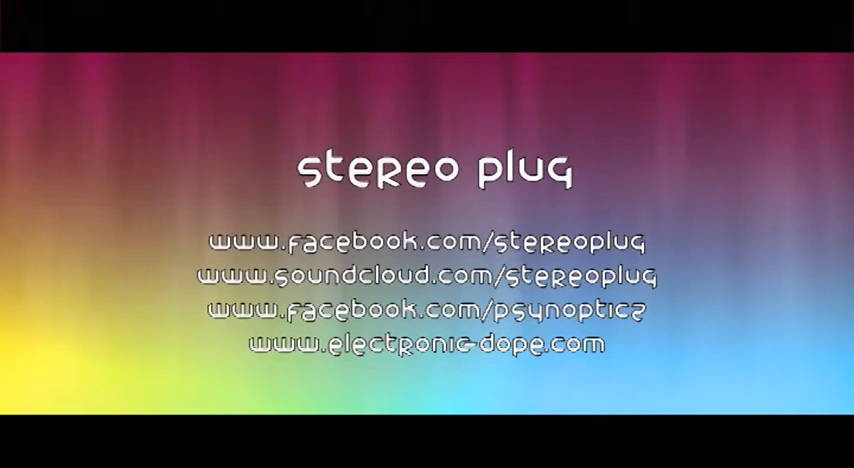 stereo plug
www.facebook.com/stereoplug
www.soundcloud.com/stereoplug
www.facebook.com/psynopticz
www.electronic-dope.com